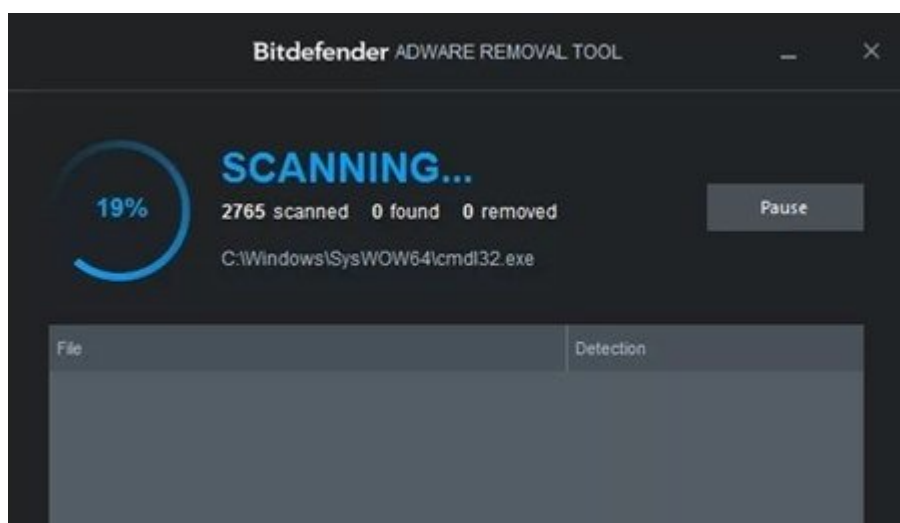 Bitdefender ADWARE REMOVAL TOOL
SCANNING...
19%
2765 scanned 0 found 0 removed
Pause
C:\Windows\SysWOW64\cmdl32.exe
File Detection